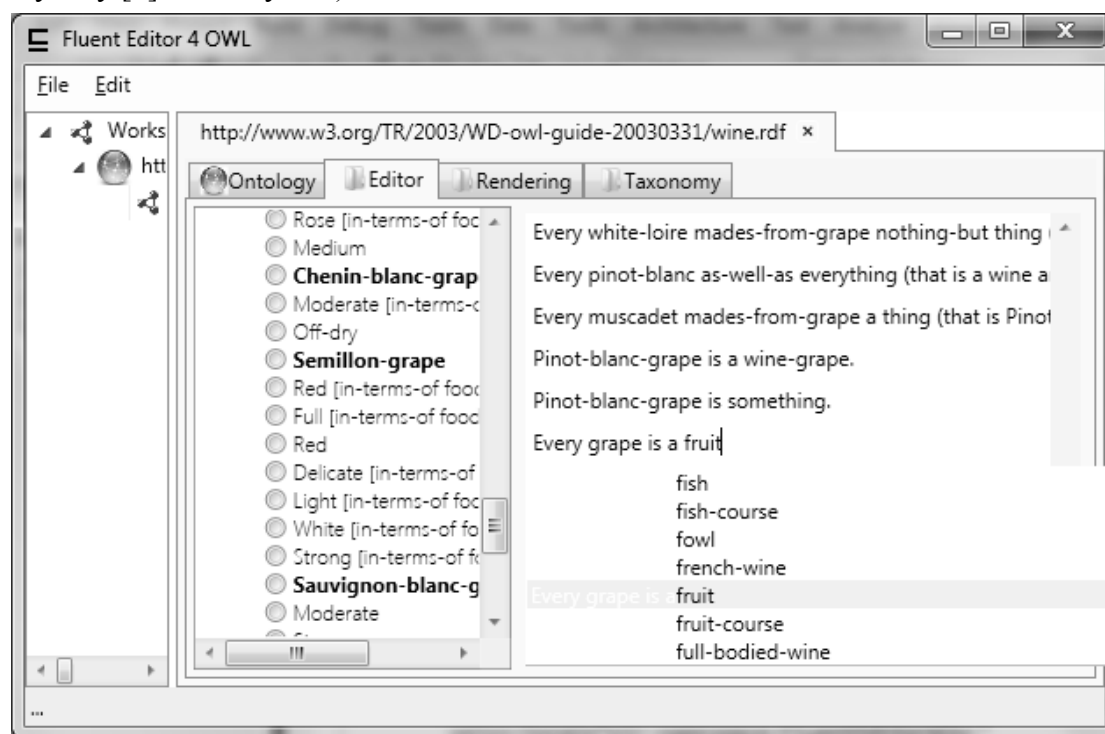 Fluent Editor 4 OWL
File Edit
Works
htt
http://www.w3.org/TR/2003/WD-owl-guide-20030331/wine.rdf ×
Ontology Editor Rendering Taxonomy
Rose [in-terms-of foc
Medium
Chenin-blanc-grap
Moderate [in-terms-c
Off-dry
Semillon-grape
Red [in-terms-of food
Full [in-terms-of food
Red
Delicate [in-terms-of
Light [in-terms-of foc
White [in-terms-of fo
Strong [in-terms-of fo
Sauvignon-blanc-g
Moderate
Every white-loire mades-from-grape nothing-but thing (
Every pinot-blanc as-well-as everything (that is a wine a
Every muscadet mades-from-grape a thing (that is Pinot
Pinot-blanc-grape is a wine-grape.
Pinot-blanc-grape is something.
Every grape is a fruit
fish
fish-course
fowl
french-wine
Every grape is a fruit
fruit-course
full-bodied-wine
...